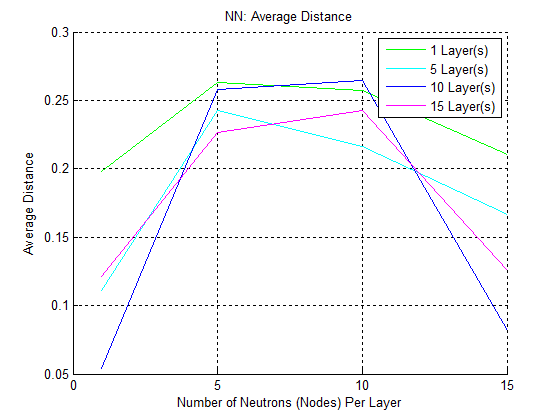 NN: Average Distance
0.3
0.25
0.2
0.15
0.1
0.05
Average Distance
1 Layer(s)
5 Layer(s)
10 Layer(s)
15 Layer(s)
0
5
10
15
Number of Neutrons (Nodes) Per Layer